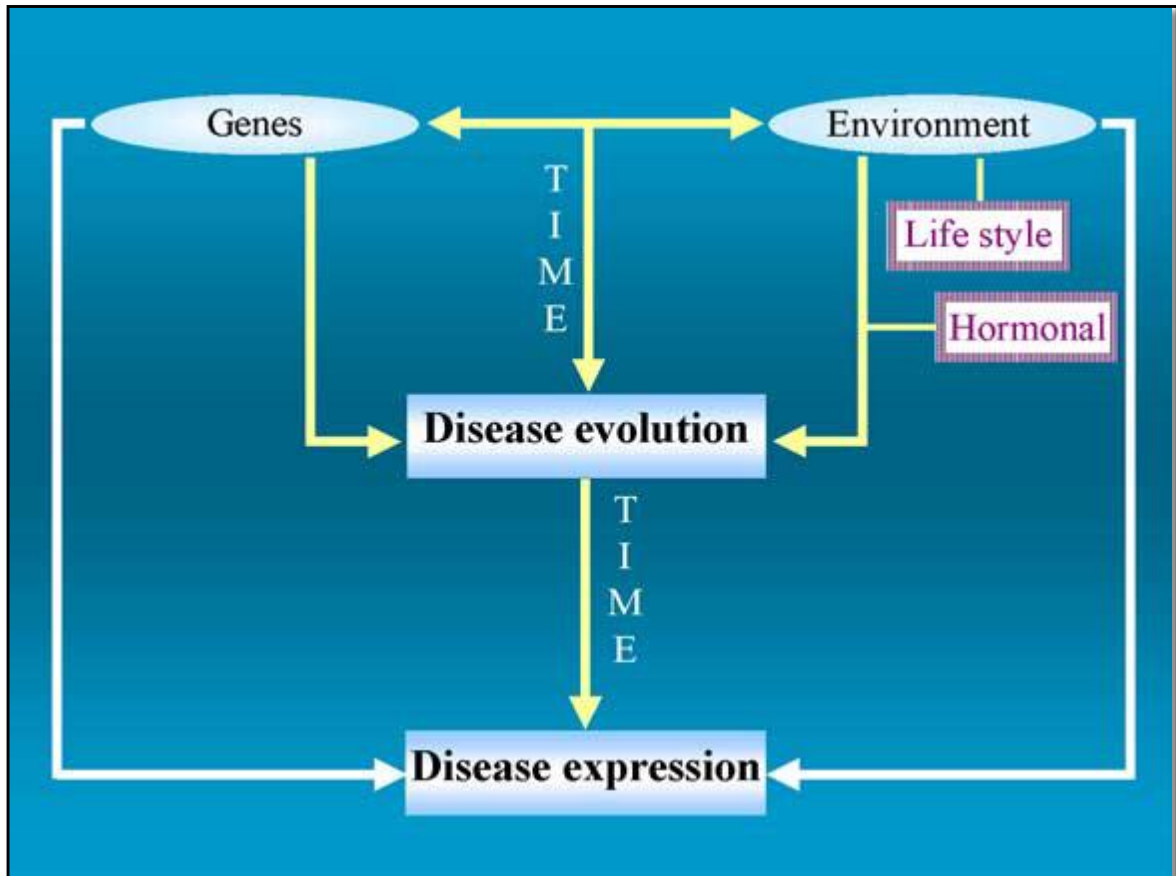 Genes
Environment
T
I
M
E
Life style
Hormonal
Disease evolution
T
I
M
E
Disease expression